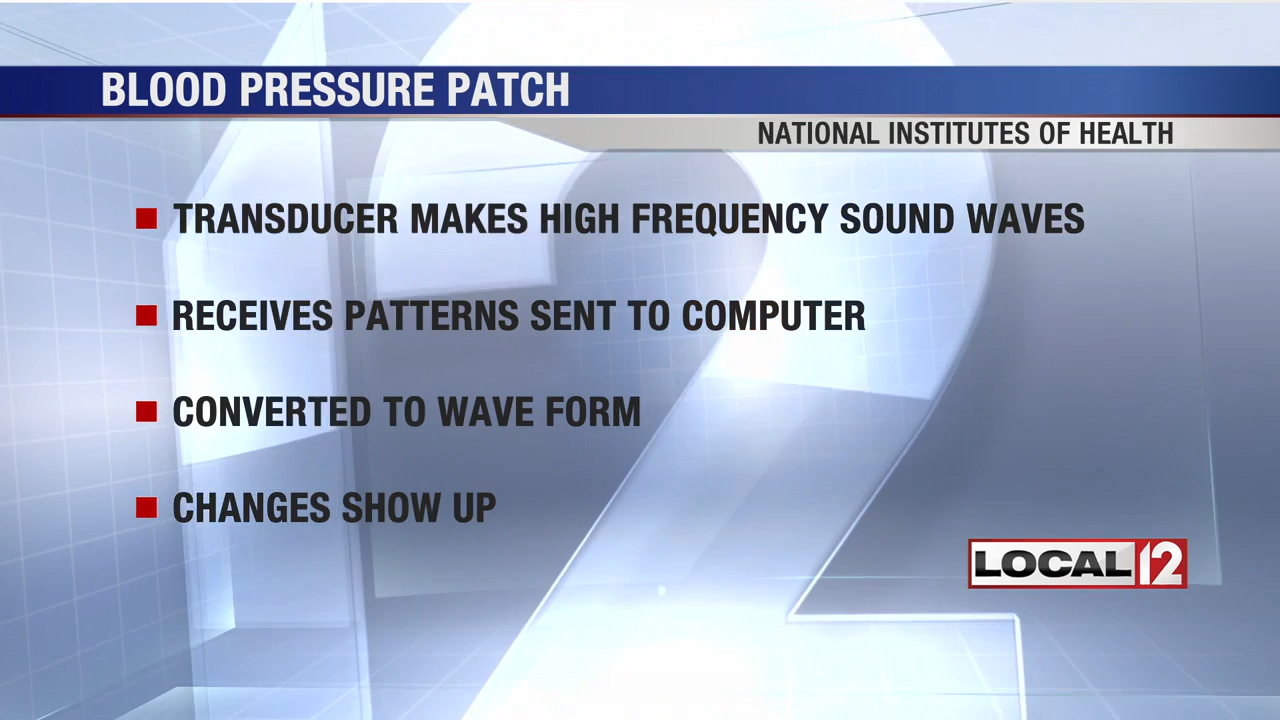 BLOOD PRESSURE PATCH
NATIONAL INSTITUTES OF HEALTH
TRANSDUCER MAKES HIGH FREQUENCY SOUND WAVES
RECEIVES PATTERNS SENT TO COMPUTER
CONVERTED TO WAVE FORM
CHANGES SHOW UP
LOCAL 12